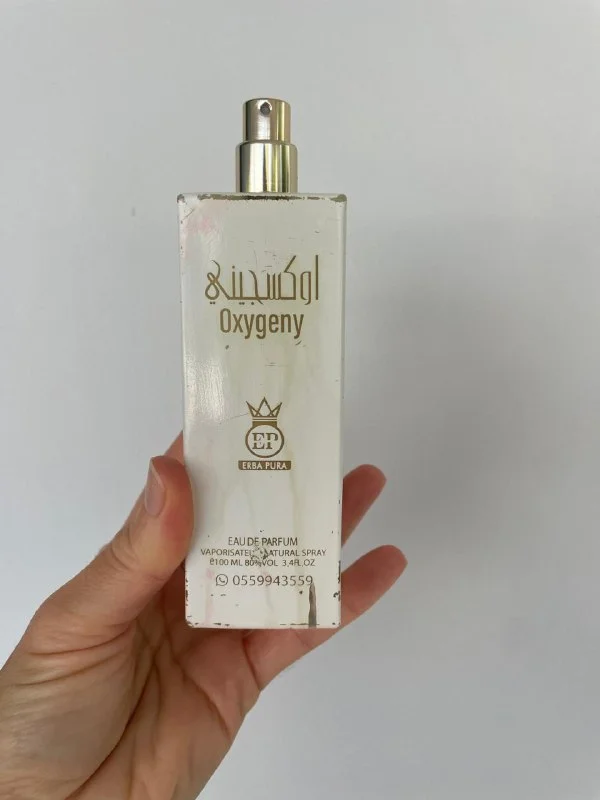 اوكسجيني
Oxygeny
EP
ERBA PURA
EAU DE PARFUM
VAPORISATEUR NATURAL SPRAY
℮100 ML 80% VOL 3,4FL.OZ
0559943559